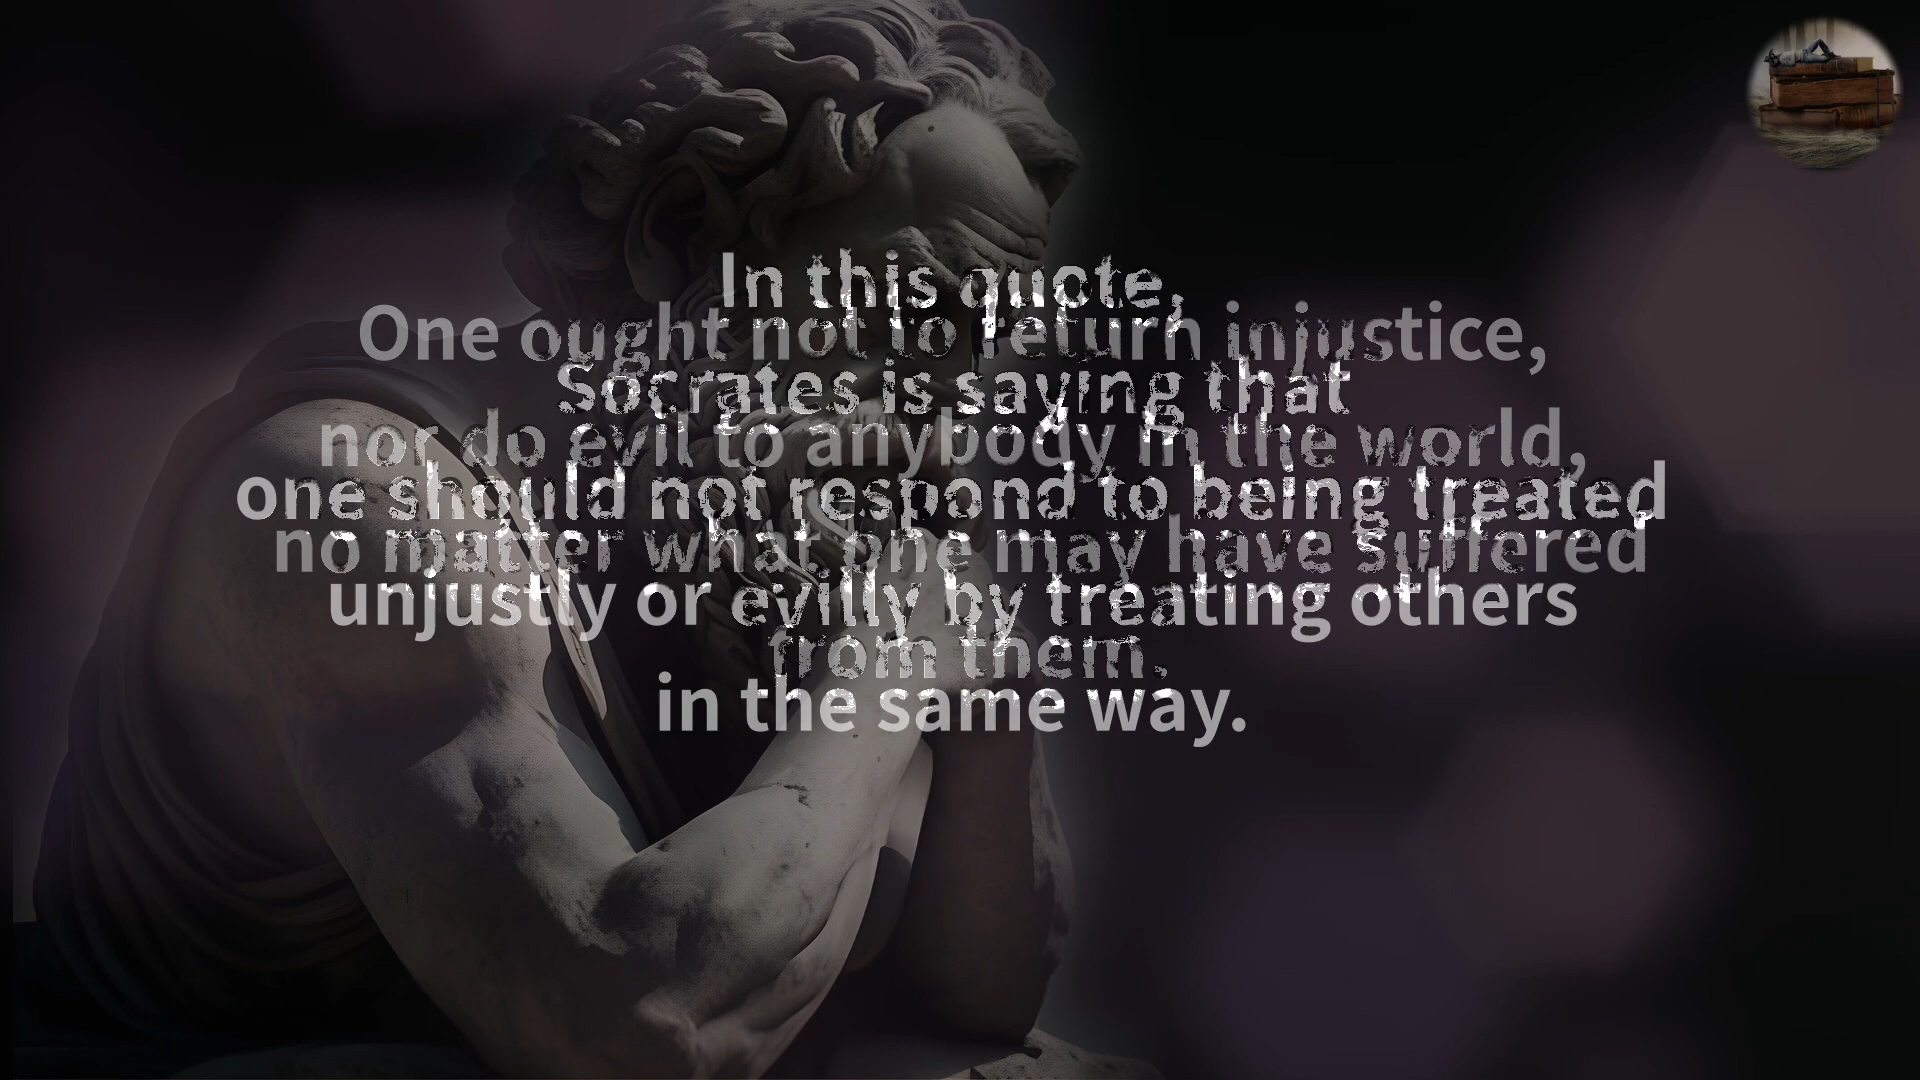 In this quote,
One ought not to return injustice,
Socrates is saying that
nor do evil to anybody in the world,
one should not respond to being treated
no matter what one may have suffered
unjustly or evilly by treating others
from them.
in the same way.